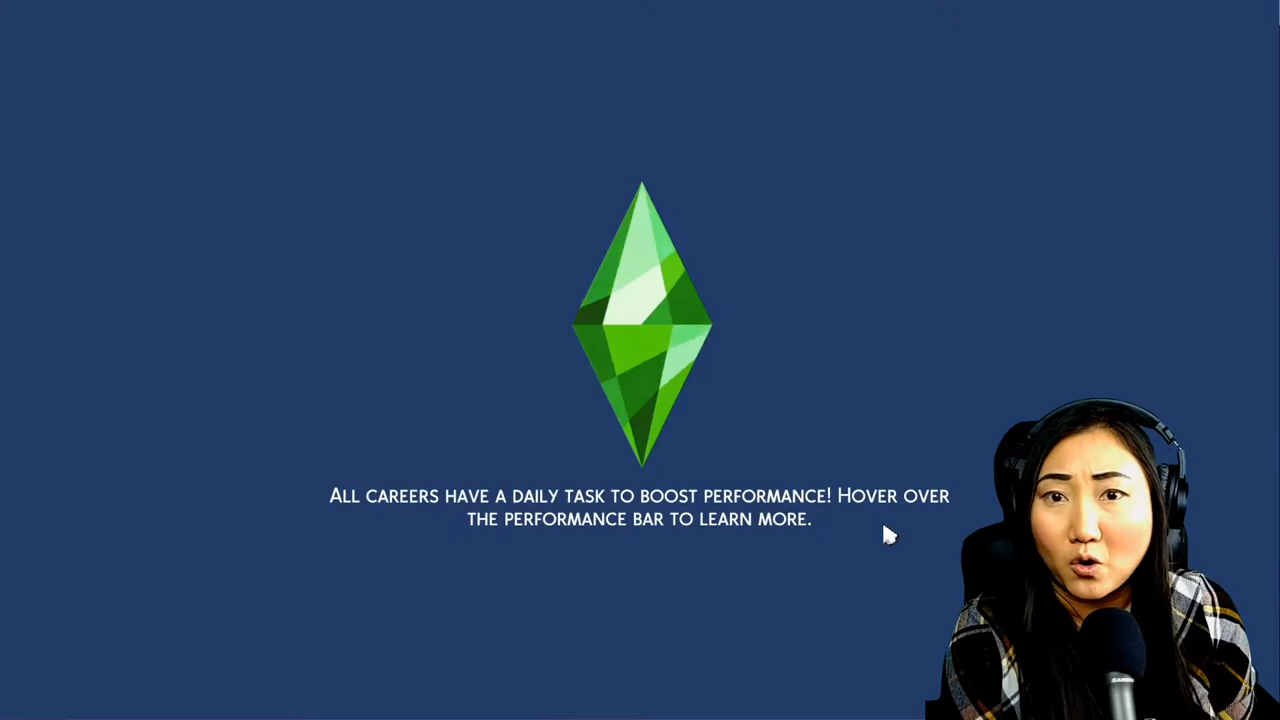 All careers have a daily task to boost performance! Hover over
the performance bar to learn more.